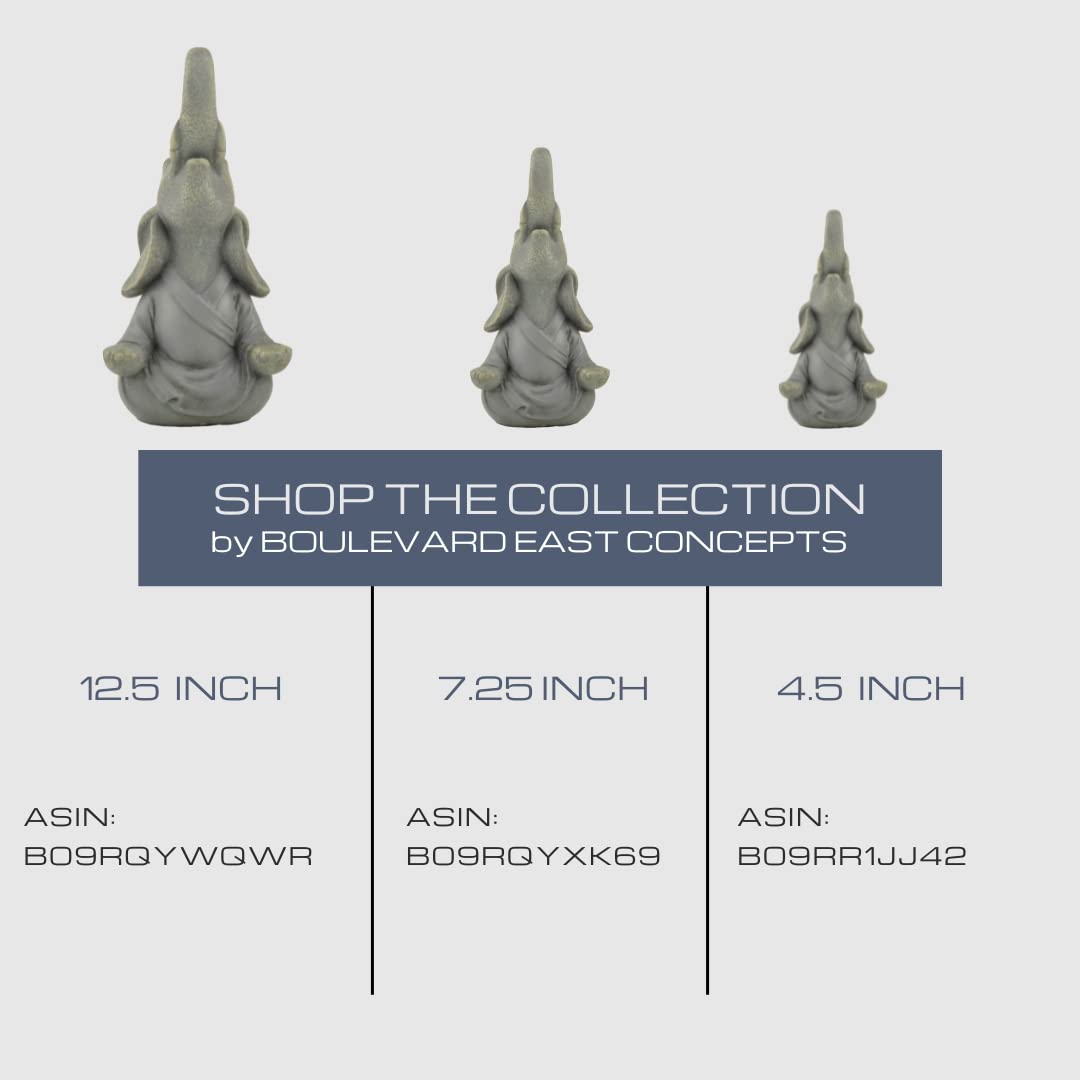 SHOP THE COLLECTION
by BOULEVARD EAST CONCEPTS
12.5 INCH
ASIN:
B09RQYWQWR
7.25 INCH
ASIN:
B09RQYXK69
4.5 INCH
ASIN:
B09RR1JJ42